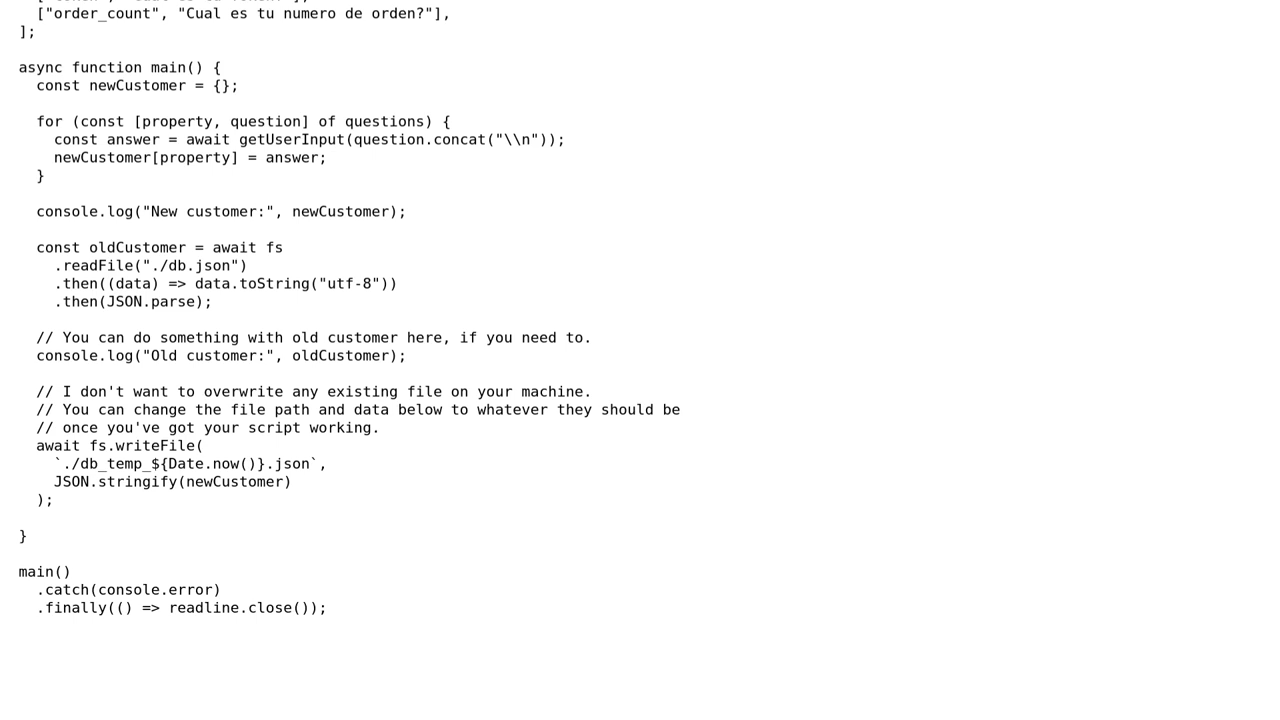 ["order_count", "Cual es tu numero de orden?"],
];

async function main() {
  const newCustomer = {};

  for (const [property, question] of questions) {
    const answer = await getUserInput(question.concat("\\n"));
    newCustomer[property] = answer;
  }

  console.log("New customer:", newCustomer);

  const oldCustomer = await fs
    .readFile("./db.json")
    .then((data) => data.toString("utf-8"))
    .then(JSON.parse);

  // You can do something with old customer here, if you need to.
  console.log("Old customer:", oldCustomer);

  // I don't want to overwrite any existing file on your machine.
  // You can change the file path and data below to whatever they should be
  // once you've got your script working.
  await fs.writeFile(
    `./db_temp_${Date.now()}.json`,
    JSON.stringify(newCustomer)
  );

}

main()
  .catch(console.error)
  .finally(() => readline.close());